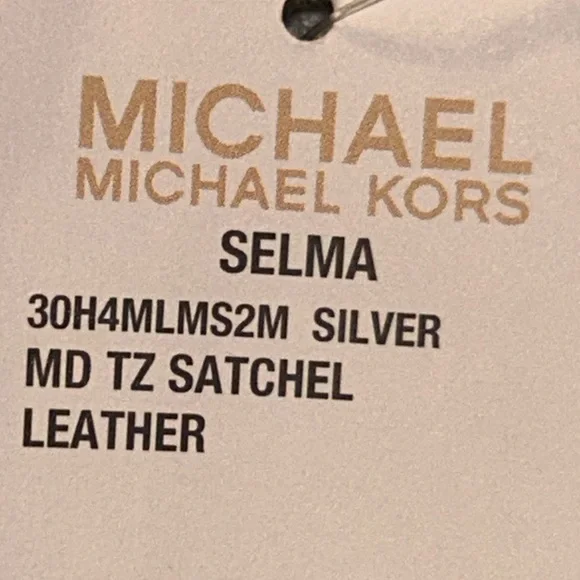 MICHAEL
MICHAEL KORS
SELMA
30H4MLMS2M SILVER
MD TZ SATCHEL
LEATHER